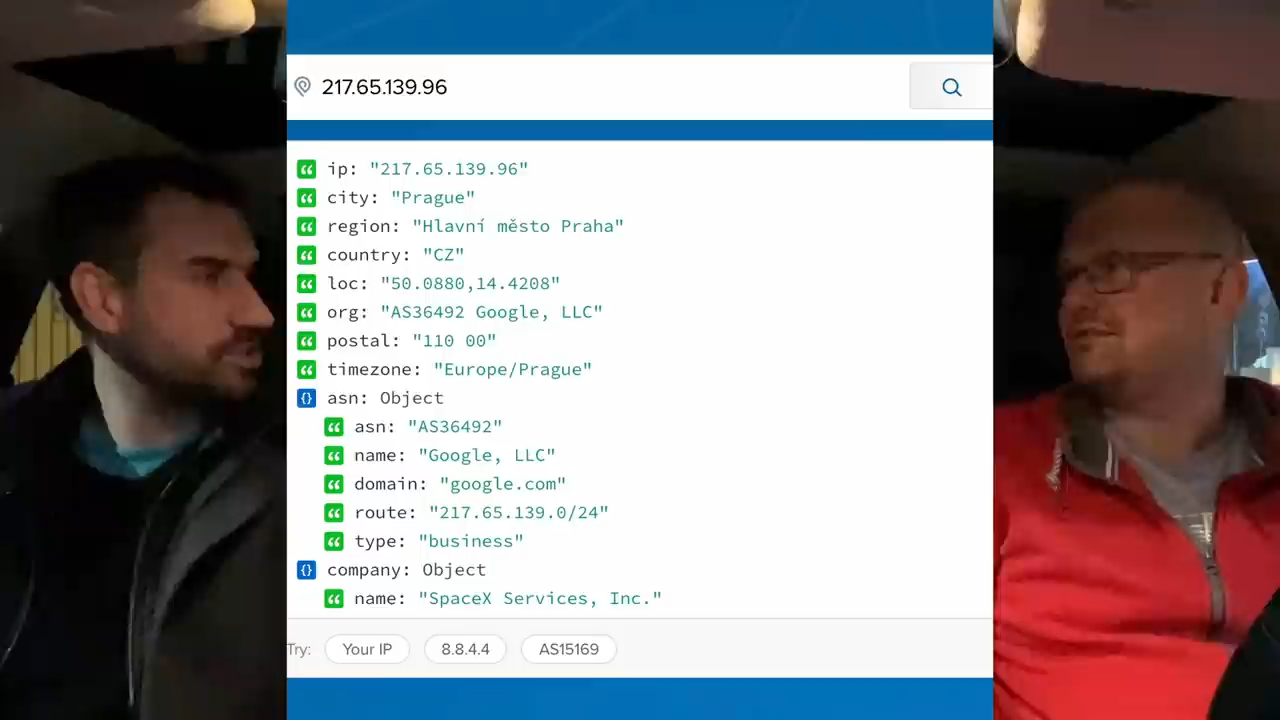 217.65.139.96
ip: "217.65.139.96"
city: "Prague"
region: "Hlavní město Praha"
country: "CZ"
loc: "50.0880,14.4208"
org: "AS36492 Google, LLC"
postal: "110 00"
timezone: "Europe/Prague"
asn: Object
asn: "AS36492"
name: "Google, LLC"
domain: "google.com"
route: "217.65.139.0/24"
type: "business"
company: Object
name: "SpaceX Services, Inc."
Try: Your IP 8.8.4.4 AS15169